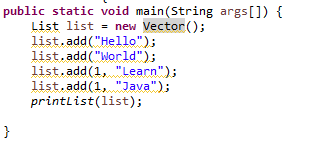 public static void main(String args[]) {
List list = new Vector();
list.add("Hello");
list.add("World");
list.add(1, "Learn");
list.add(1, "Java");
printList(list);
}